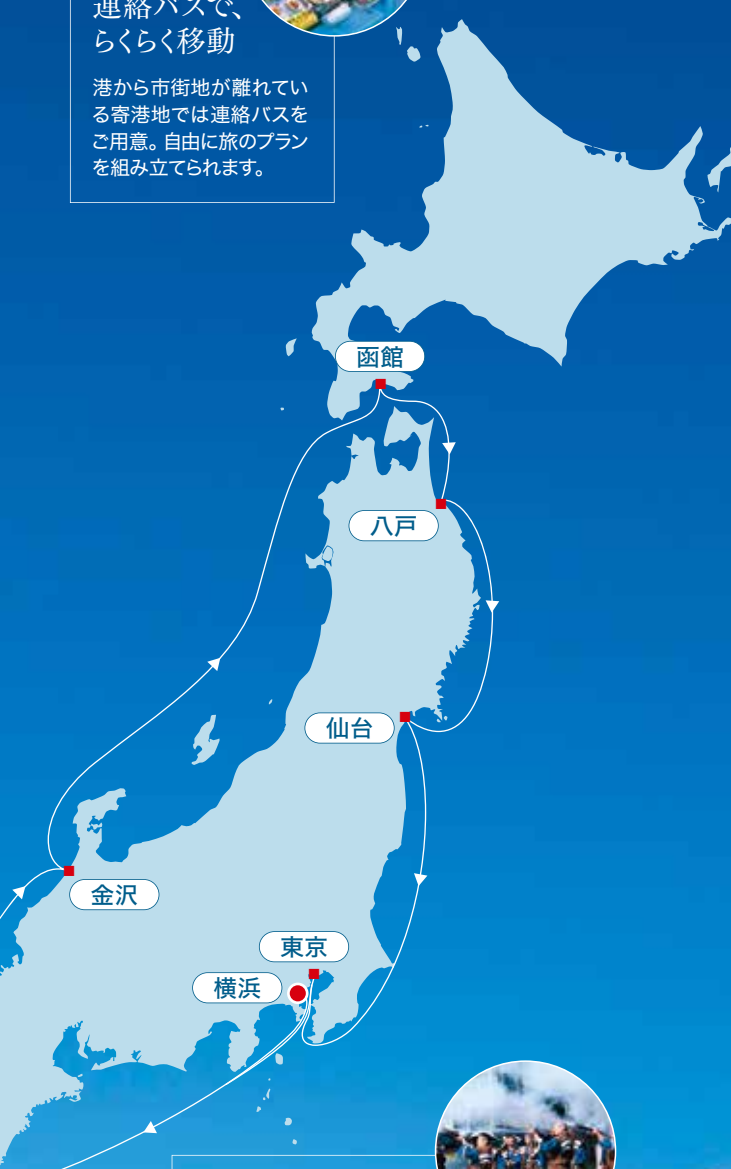 連絡バスで、
らくらく移動
港から市街地が離れてい
る寄港地では連絡バスを
ご用意。自由に旅のプラン
を組み立てられます。
函館
八戸
仙台
金沢
東京
横浜